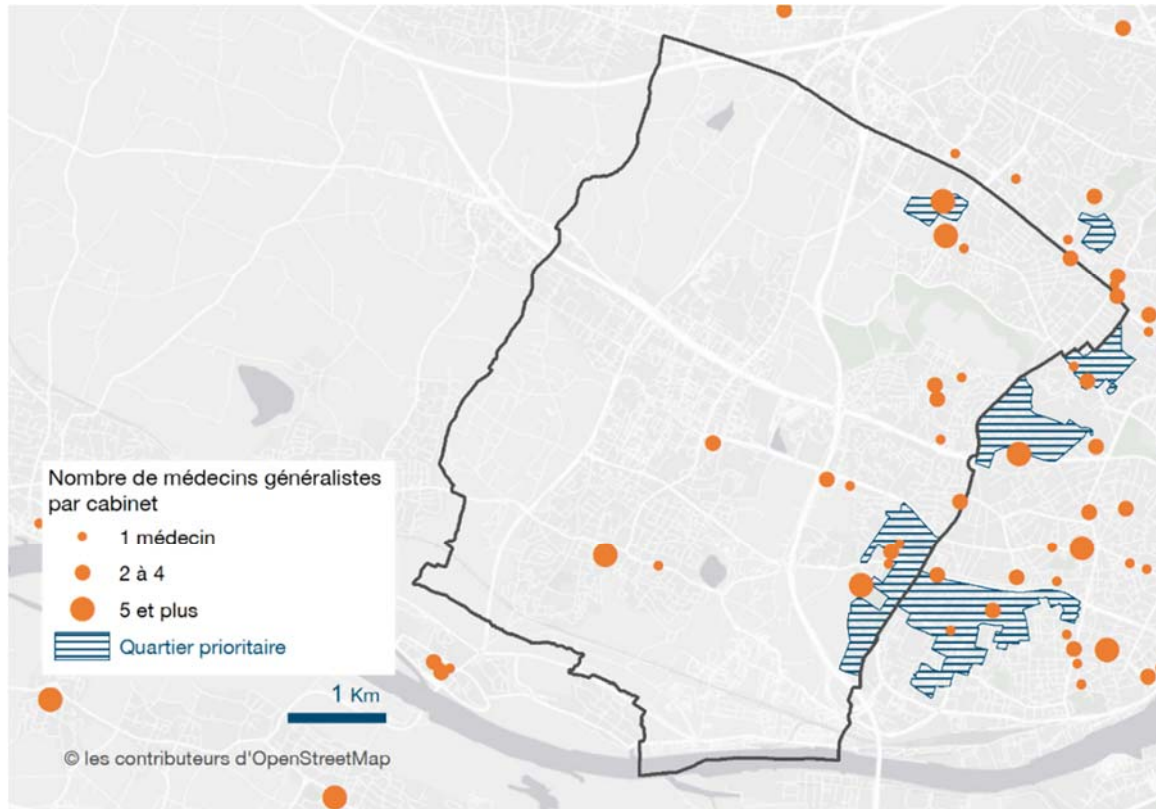 Nombre de médecins généralistes
par cabinet
1 médecin
2 à 4
5 et plus
Quartier prioritaire
1 Km
© les contributeurs d'OpenStreetMap